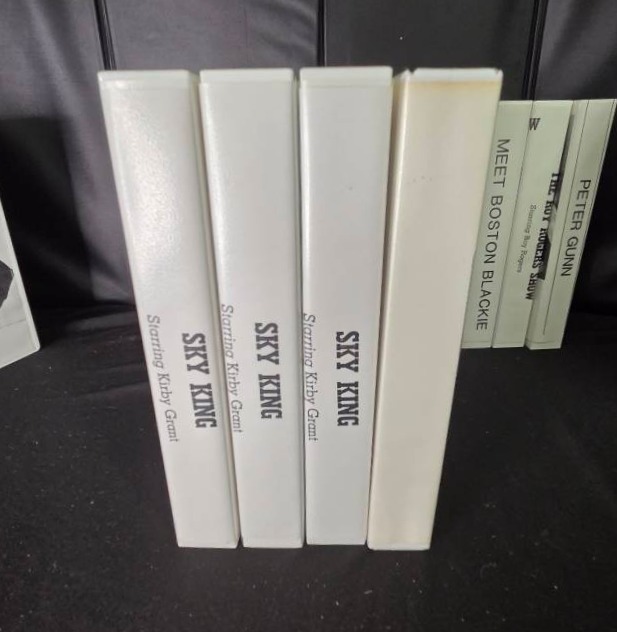 SKY KING
Starring Kirby Grant
SKY KING
Starring Kirby Grant
SKY KING
Starring Kirby Grant
MEET BOSTON BLACKIE
W
THE ROY ROGERS SHOW
Starring Roy Rogers
PETER GUNN